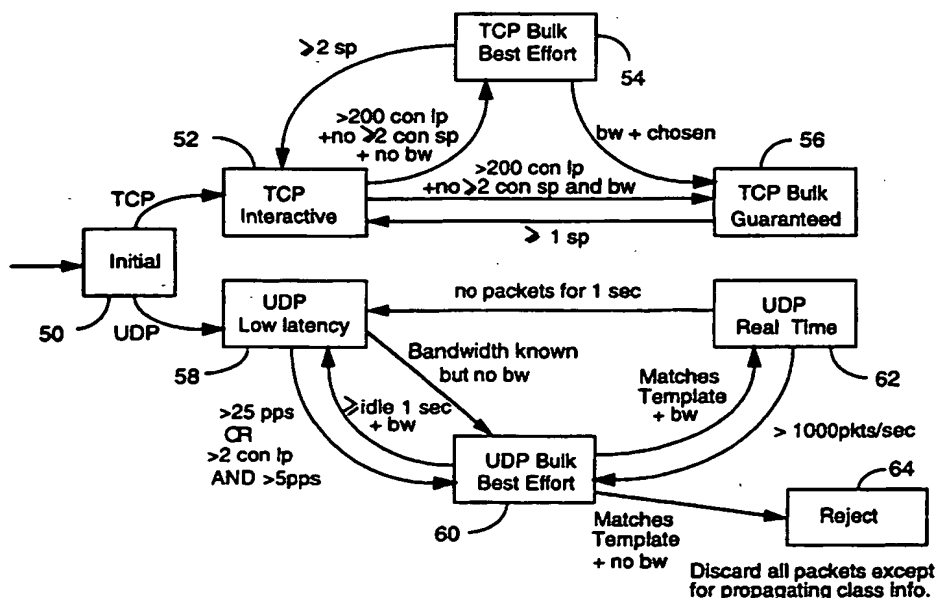 TCP Bulk
Best Effort
54
⩾2 sp
>200 con lp
+no ⩾2 con sp
+ no bw
bw + chosen
52
56
TCP
Interactive
>200 con lp
+no ⩾2 con sp and bw
TCP Bulk
Guaranteed
⩾ 1 sp
TCP
Initial
50
UDP
UDP
Low latency
58
no packets for 1 sec
UDP
Real Time
62
Bandwidth known
but no bw
⩾idle 1 sec
+ bw
Matches
Template
+ bw
> 1000pkts/sec
>25 pps
OR
>2 con lp
AND >5pps
UDP Bulk
Best Effort
60
Matches
Template
+ no bw
64
Reject
Discard all packets except
for propagating class info.